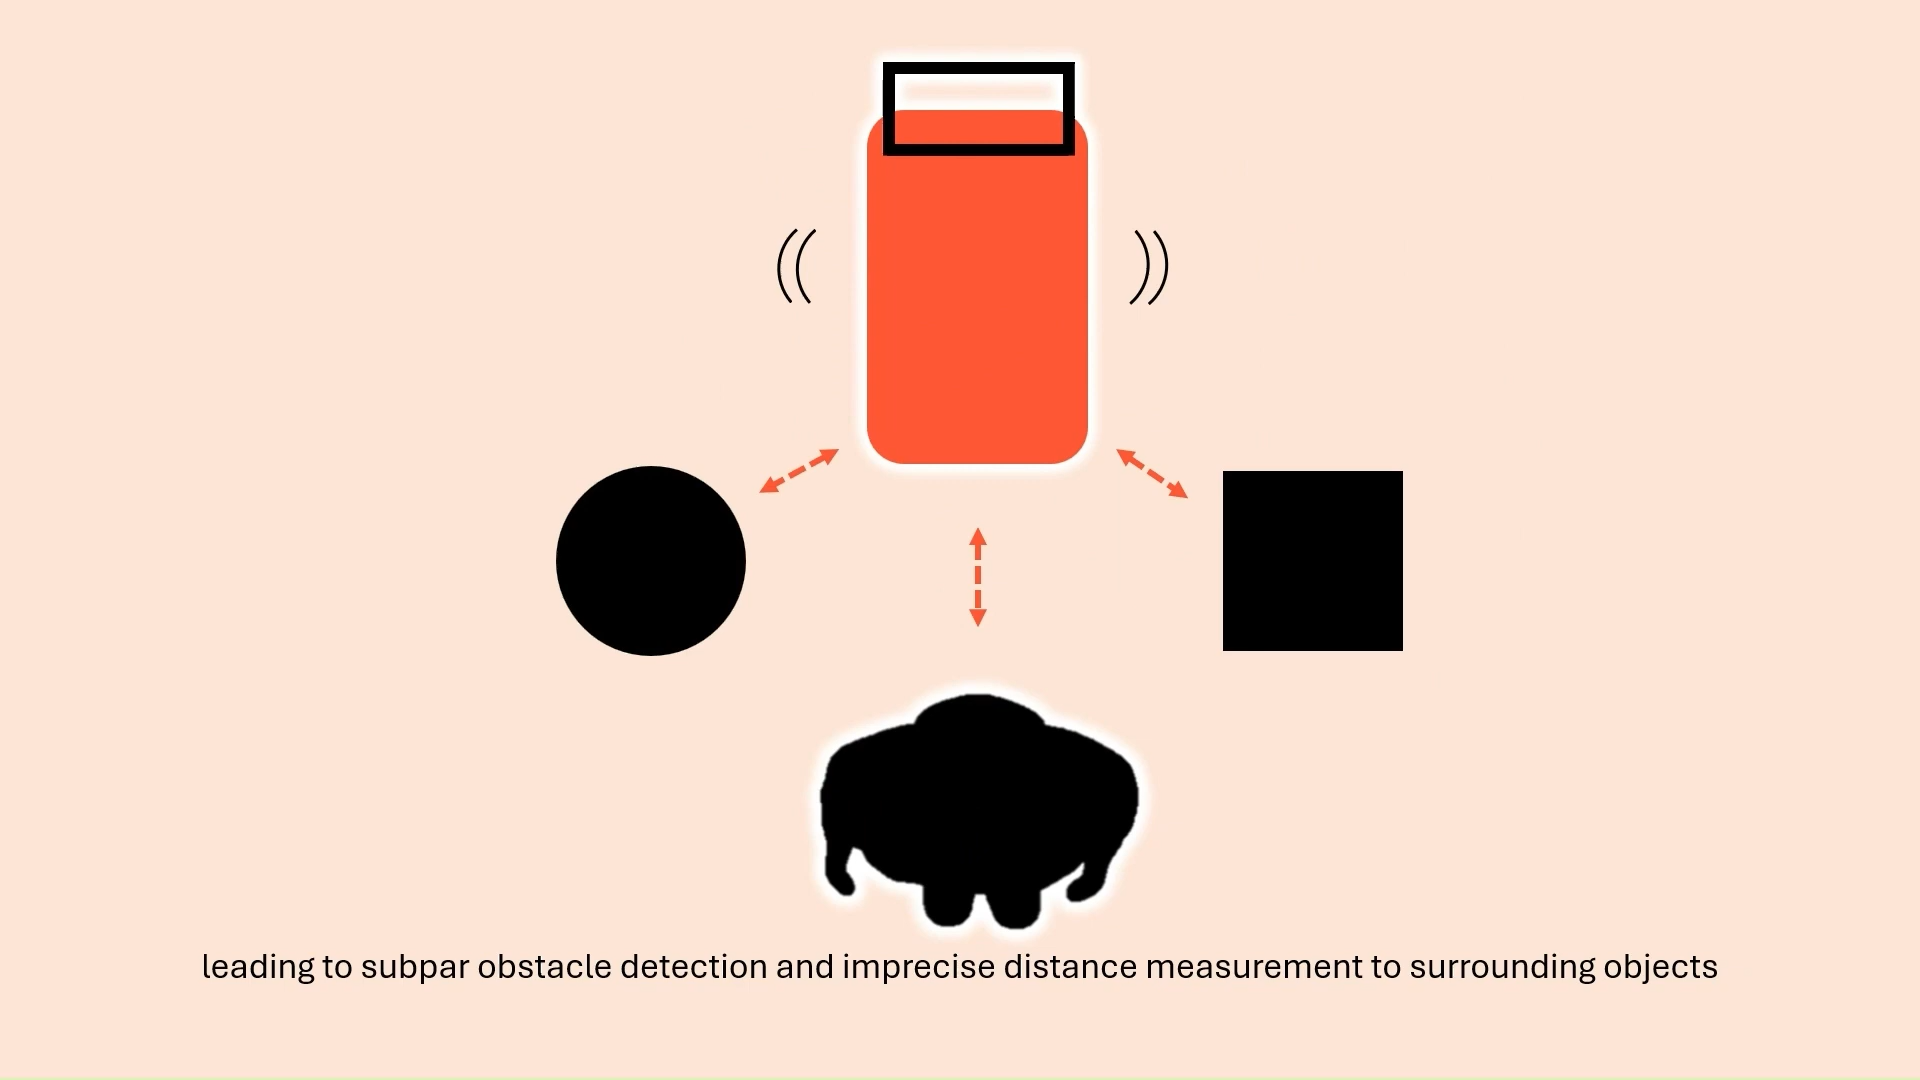 leading to subpar obstacle detection and imprecise distance measurement to surrounding objects